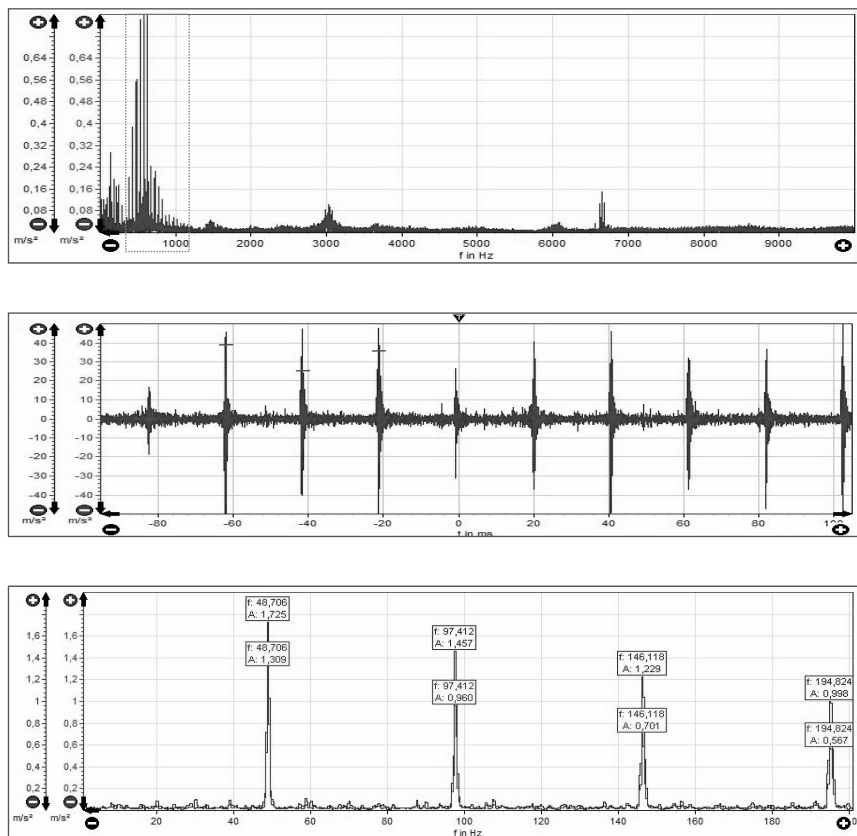 0,64
0,56
0,48
0,4
0,32
0,24
0,16
0,08
m/s²
0,64
0,56
0,48
0,4
0,32
0,24
0,16
0,08
m/s²
1000 2000 3000 4000 5000 6000 7000 8000 9000
f in Hz
T
40
30
20
10
0
-10
-20
-30
-40
m/s²
40
30
20
10
0
-10
-20
-30
-40
m/s²
-80 -60 -40 -20 0 20 40 60 80 100
t in ms
1,6
1,4
1,2
1
0,8
0,6
0,4
0,2
m/s²
1,6
1,4
1,2
1
0,8
0,6
0,4
0,2
m/s²
f: 48,706
A: 1,725
f: 48,706
A: 1,309
f: 97,412
A: 1,457
f: 97,412
A: 0,960
f: 146,118
A: 1,229
f: 146,118
A: 0,701
f: 194,824
A: 0,998
f: 194,824
A: 0,567
20 40 60 80 100 120 140 160 180 200
f in Hz